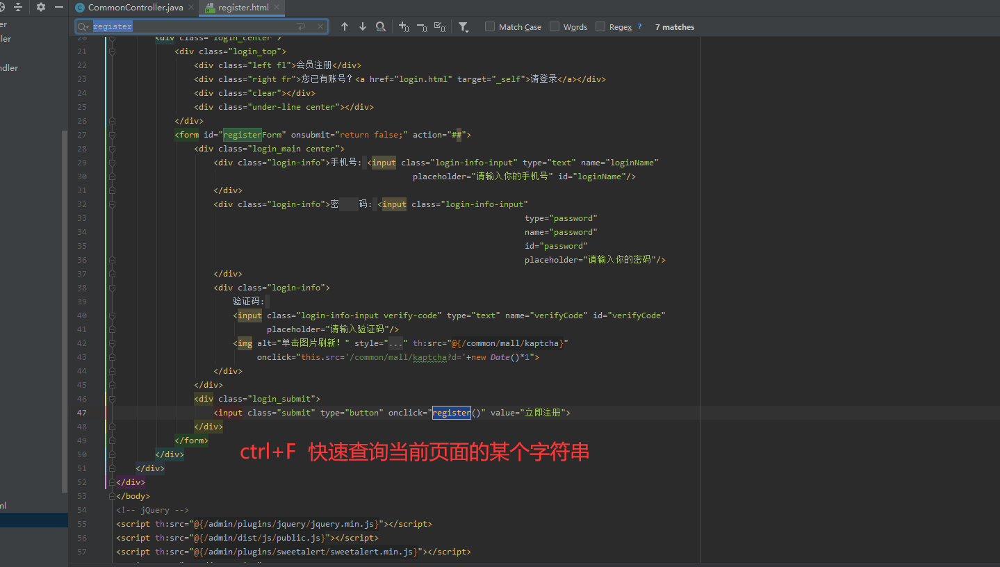 CommonController.java register.html
er
register Match Case Words Regex ? 7 matches
ler
20 <div class="login_center">
21 <div class="login_top">
22 <div class="left fl">会员注册</div>
ndler
23 <div class="right fr">您已有账号？<a href="login.html" target="_self">请登录</a></div>
24 <div class="clear"></div>
25 <div class="under-line center"></div>
26 </div>
27 <form id="registerForm" onsubmit="return false;" action="##">
28 <div class="login_main center">
29 <div class="login-info">手机号: <input class="login-info-input" type="text" name="loginName"
30 placeholder="请输入你的手机号" id="loginName"/>
31 </div>
32 <div class="login-info">密 码: <input class="login-info-input"
33 type="password"
34 name="password"
35 id="password"
36 placeholder="请输入你的密码"/>
37 </div>
38 <div class="login-info">
39 验证码:
40 <input class="login-info-input verify-code" type="text" name="verifyCode" id="verifyCode"
41 placeholder="请输入验证码"/>
42 <img alt="单击图片刷新！" style="..." th:src="@{/common/mall/kaptcha}"
43 onclick="this.src='/common/mall/kaptcha?d='+new Date()*1">
44 </div>
45 </div>
46 <div class="login_submit">
47 <input class="submit" type="button" onclick="register()" value="立即注册">
48 </div>
49 </form>
ctrl+F 快速查询当前页面的某个字符串
50 </div>
51 </div>
52 </div>
53 </body>
ml
54 <!-- jQuery -->
55 <script th:src="@{/admin/plugins/jquery/jquery.min.js}"></script>
56 <script th:src="@{/admin/dist/js/public.js}"></script>
57 <script th:src="@{/admin/plugins/sweetalert/sweetalert.min.js}"></script>